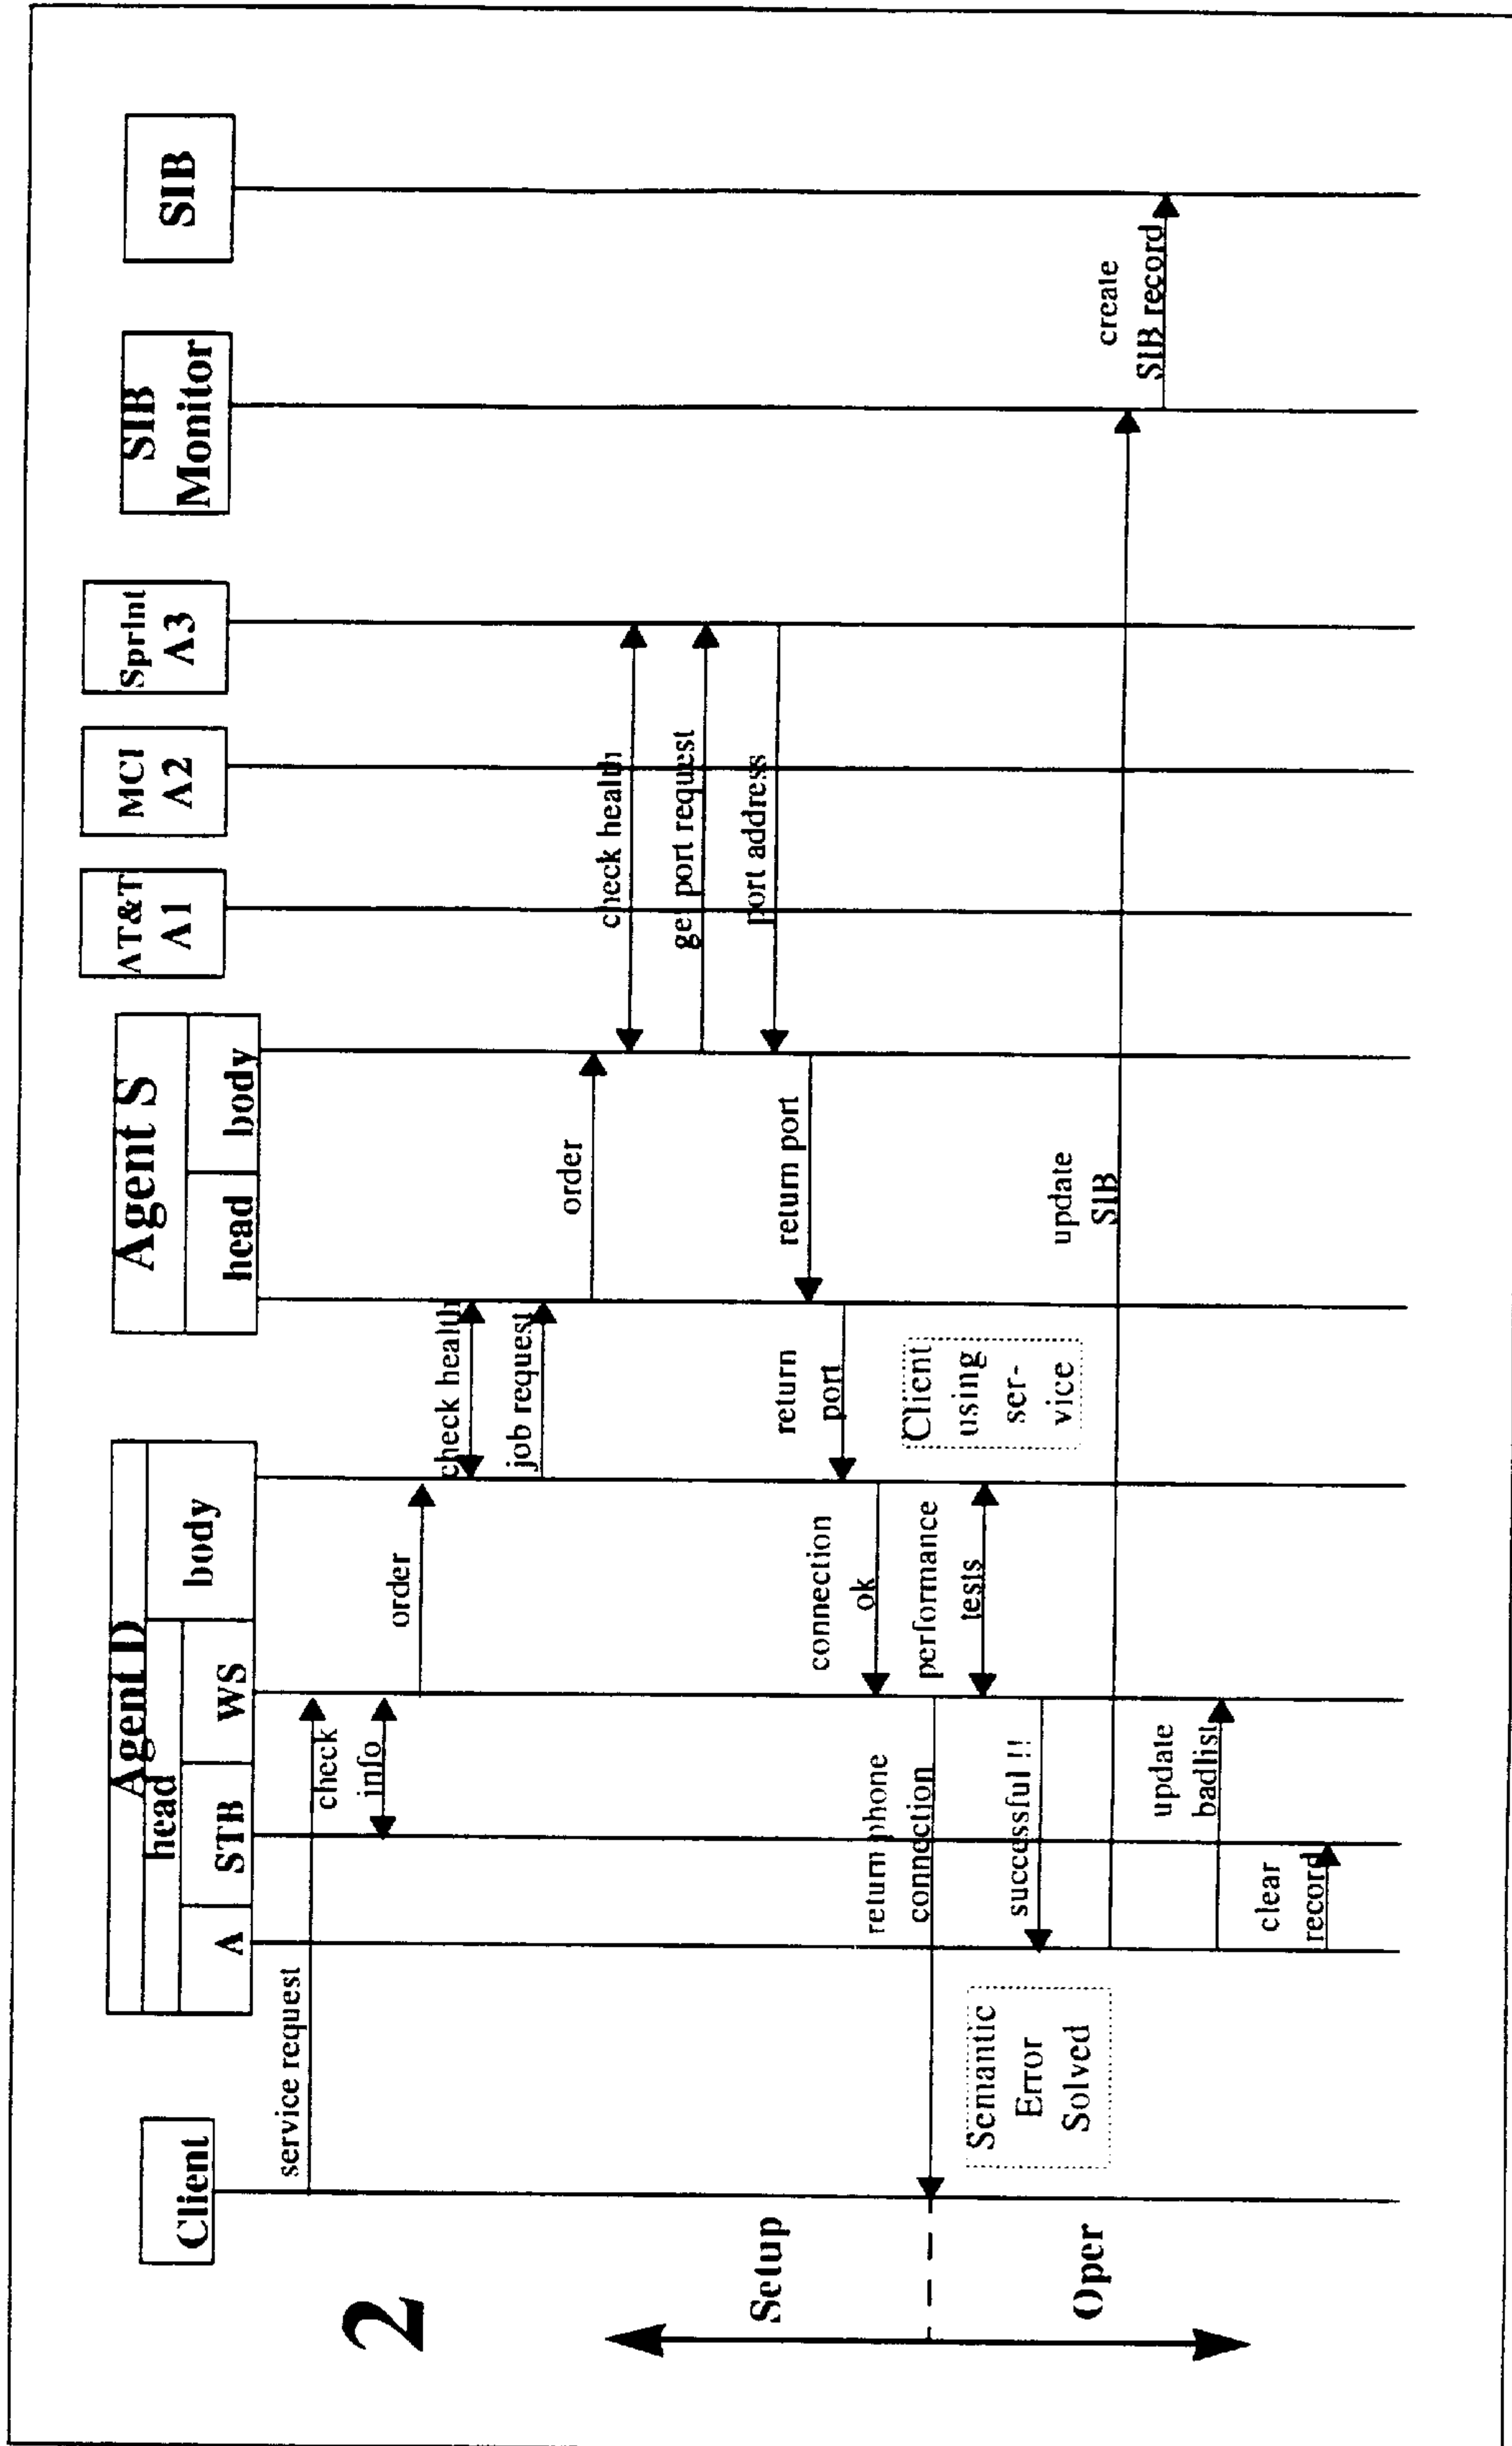 2
Client
Agent D
head
body
A
STB
WS
Agent S
head
body
AT&T
A1
MCI
A2
Sprint
A3
SIB
Monitor
SIB
service request
check
info
order
check health
job request
order
check health
get port request
port address
return port
return
port
connection
ok
return phone
connection
Setup
Oper
Client
using
ser-
vice
performance
tests
Semantic
Error
Solved
successful !!
update
SIB
create
SIB record
update
badlist
clear
record